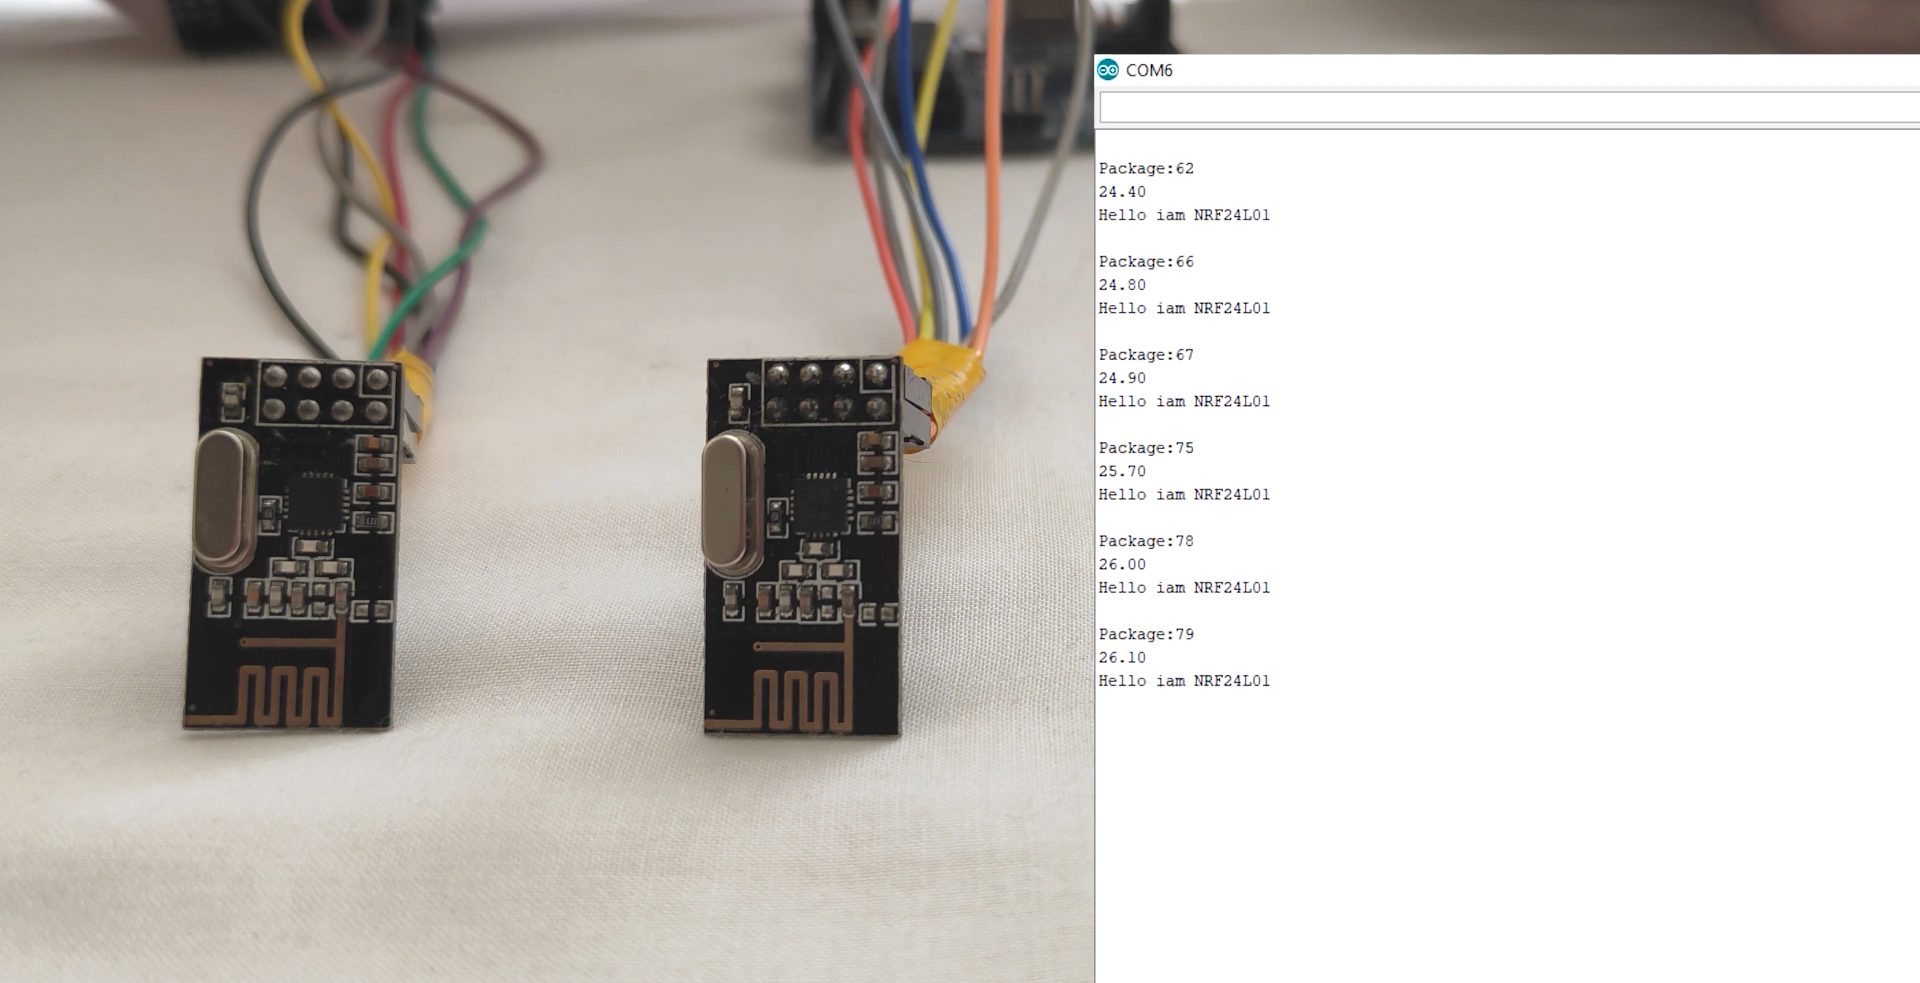 COM6
Package:62
24.40
Hello iam NRF24L01
Package:66
24.80
Hello iam NRF24L01
Package:67
24.90
Hello iam NRF24L01
Package:75
25.70
Hello iam NRF24L01
Package:78
26.00
Hello iam NRF24L01
Package:79
26.10
Hello iam NRF24L01